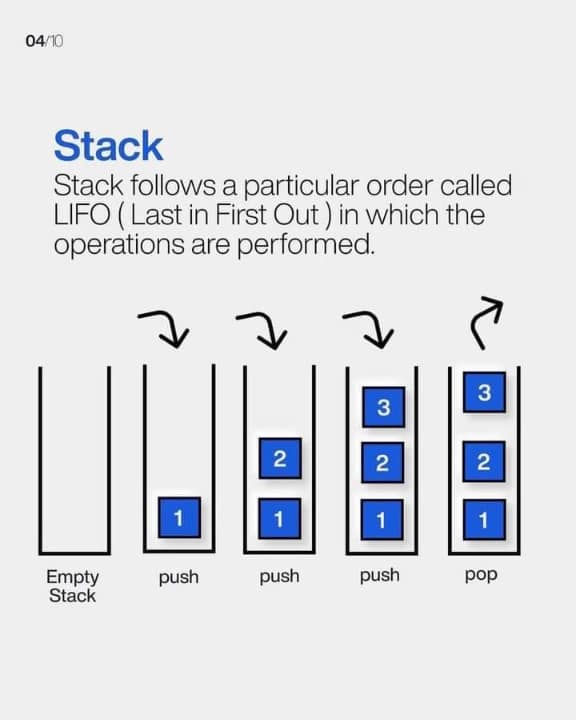 04/10
Stack
Stack follows a particular order called
LIFO ( Last in First Out ) in which the
operations are performed.
3
3
2
2
2
1
1
1
1
Empty
Stack
push
push
push
pop